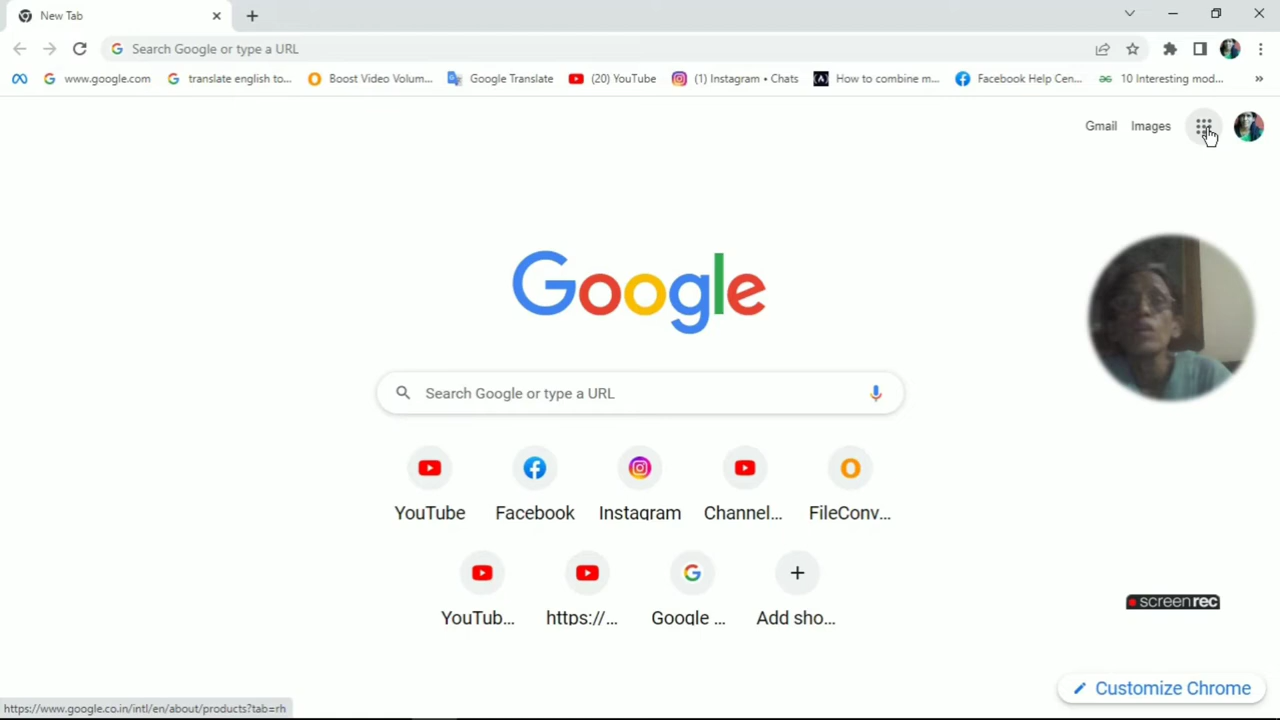 New Tab
Search Google or type a URL
www.google.com translate english to... Boost Video Volum... Google Translate (20) YouTube (1) Instagram • Chats How to combine m... Facebook Help Cen... 10 Interesting mod... »
Gmail Images
Google
Search Google or type a URL
YouTube Facebook Instagram Channel... FileConv...
YouTub... https://... Google ... Add sho...
screenrec
Customize Chrome
https://www.google.co.in/intl/en/about/products?tab=rh